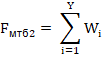 Fмтб2 = ∑_{i=1}^{Y} Wi